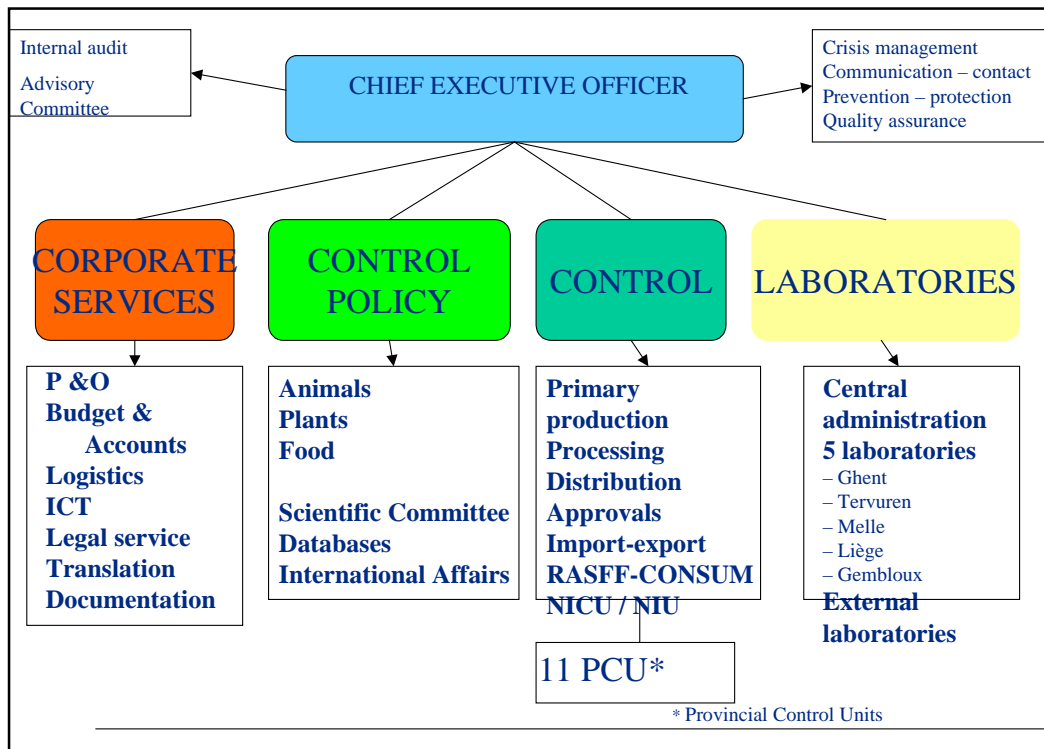 Internal audit
Advisory
Committee
CHIEF EXECUTIVE OFFICER
Crisis management
Communication – contact
Prevention – protection
Quality assurance
CORPORATE
SERVICES
CONTROL
POLICY
CONTROL
LABORATORIES
P &O
Budget &
Accounts
Logistics
ICT
Legal service
Translation
Documentation
Animals
Plants
Food
Scientific Committee
Databases
International Affairs
Primary
production
Processing
Distribution
Approvals
Import-export
RASFF-CONSUM
NICU / NIU
Central
administration
5 laboratories
– Ghent
– Tervuren
– Melle
– Liège
– Gembloux
External
laboratories
11 PCU*
* Provincial Control Units